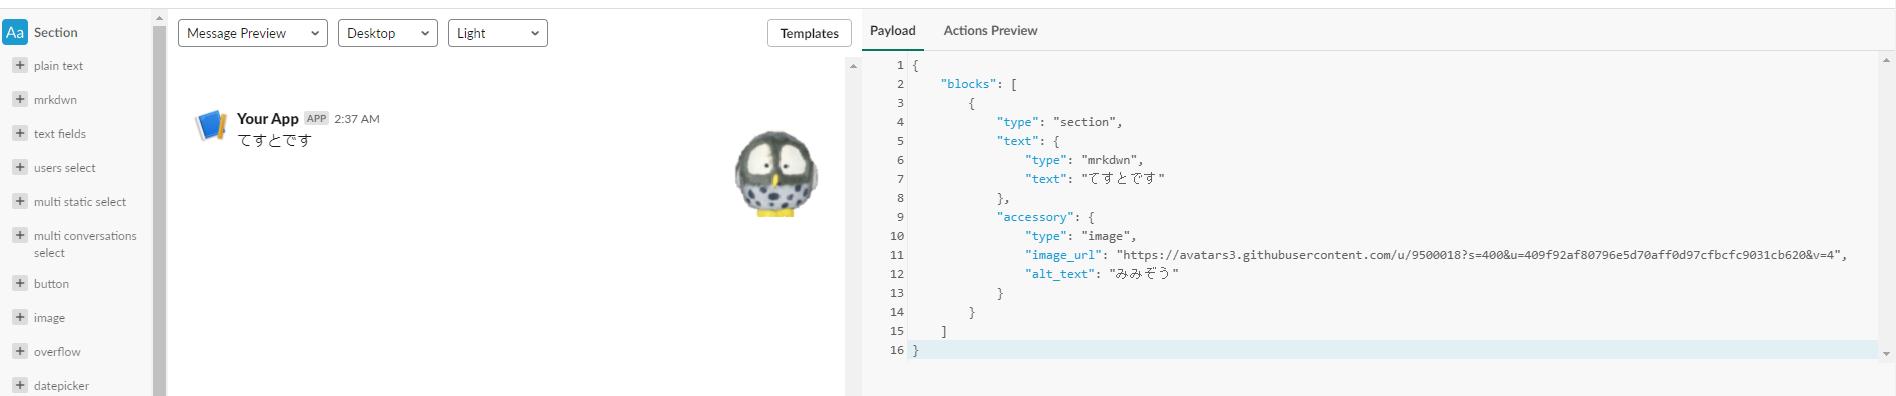 Aa Section
plain text
mrkdwn
text fields
users select
multi static select
multi conversations
select
button
image
overflow
datepicker
Message Preview
Desktop
Light
Templates
Your App APP 2:37 AM
てすとです
Payload
Actions Preview
1 {
2 "blocks": [
3 {
4 "type": "section",
5 "text": {
6 "type": "mrkdwn",
7 "text": "てすとです"
8 },
9 "accessory": {
10 "type": "image",
11 "image_url": "https://avatars3.githubusercontent.com/u/9500018?s=400&u=409f92af80796e5d70aff0d97cfbcfc9031cb620&v=4",
12 "alt_text": "みみぞう"
13 }
14 }
15 ]
16 }